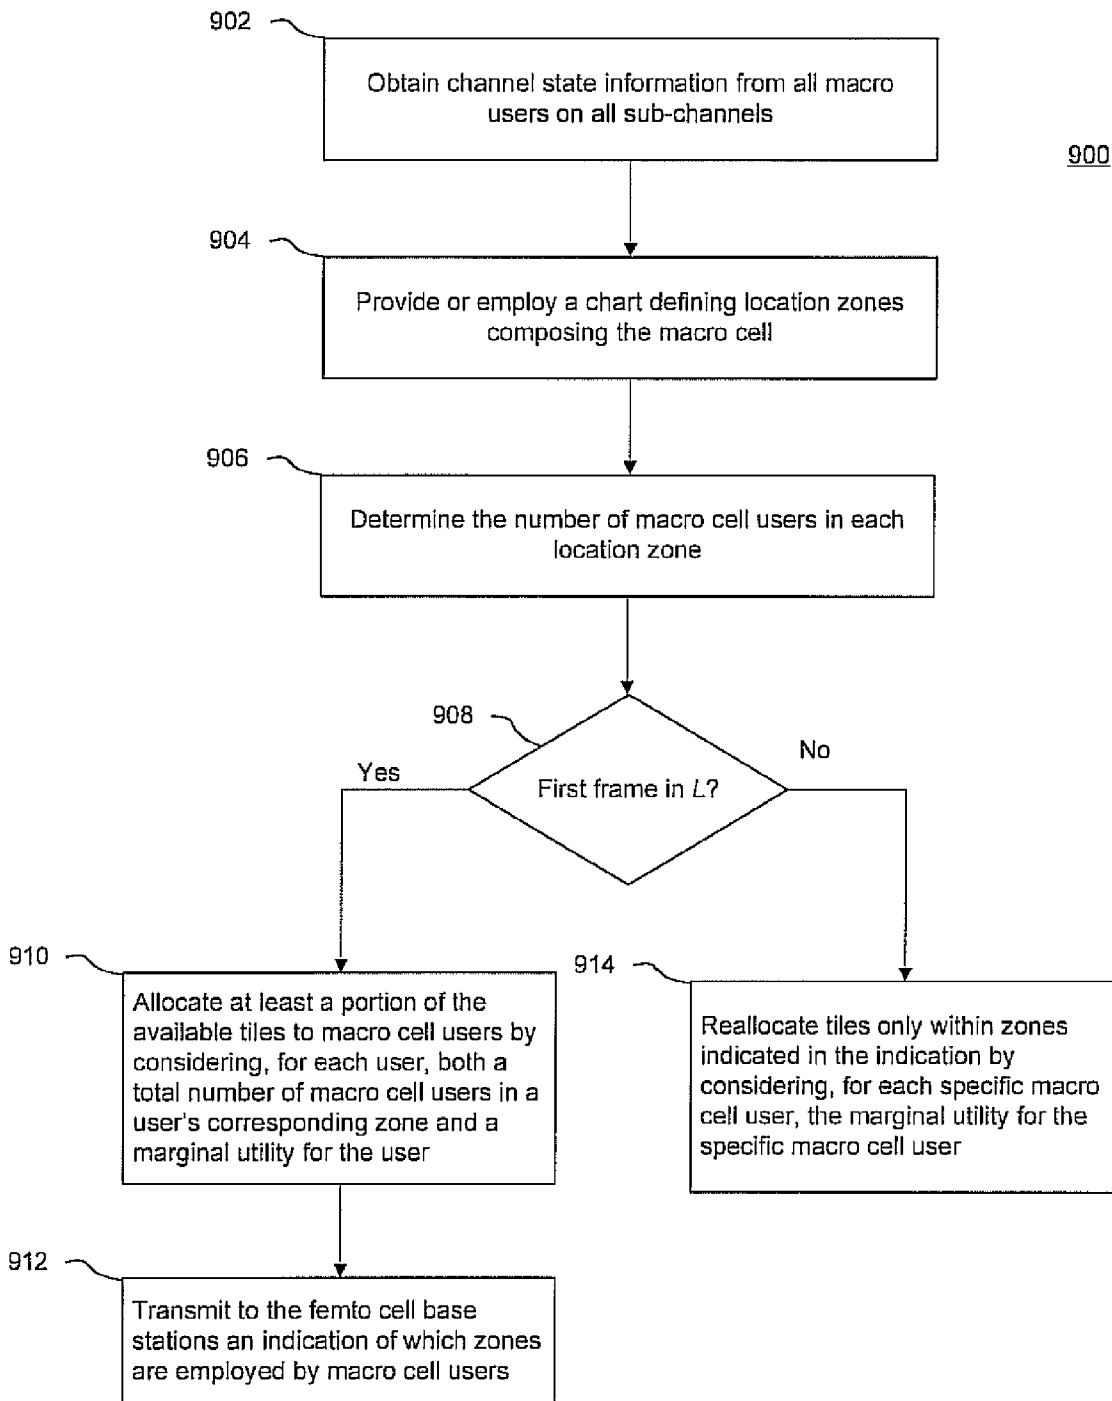 902
Obtain channel state information from all macro
users on all sub-channels
900
904
Provide or employ a chart defining location zones
composing the macro cell
906
Determine the number of macro cell users in each
location zone
908
Yes
No
First frame in L?
910
Allocate at least a portion of the
available tiles to macro cell users by
considering, for each user, both a
total number of macro cell users in a
user's corresponding zone and a
marginal utility for the user
914
Reallocate tiles only within zones
indicated in the indication by
considering, for each specific macro
cell user, the marginal utility for the
specific macro cell user
912
Transmit to the femto cell base
stations an indication of which zones
are employed by macro cell users